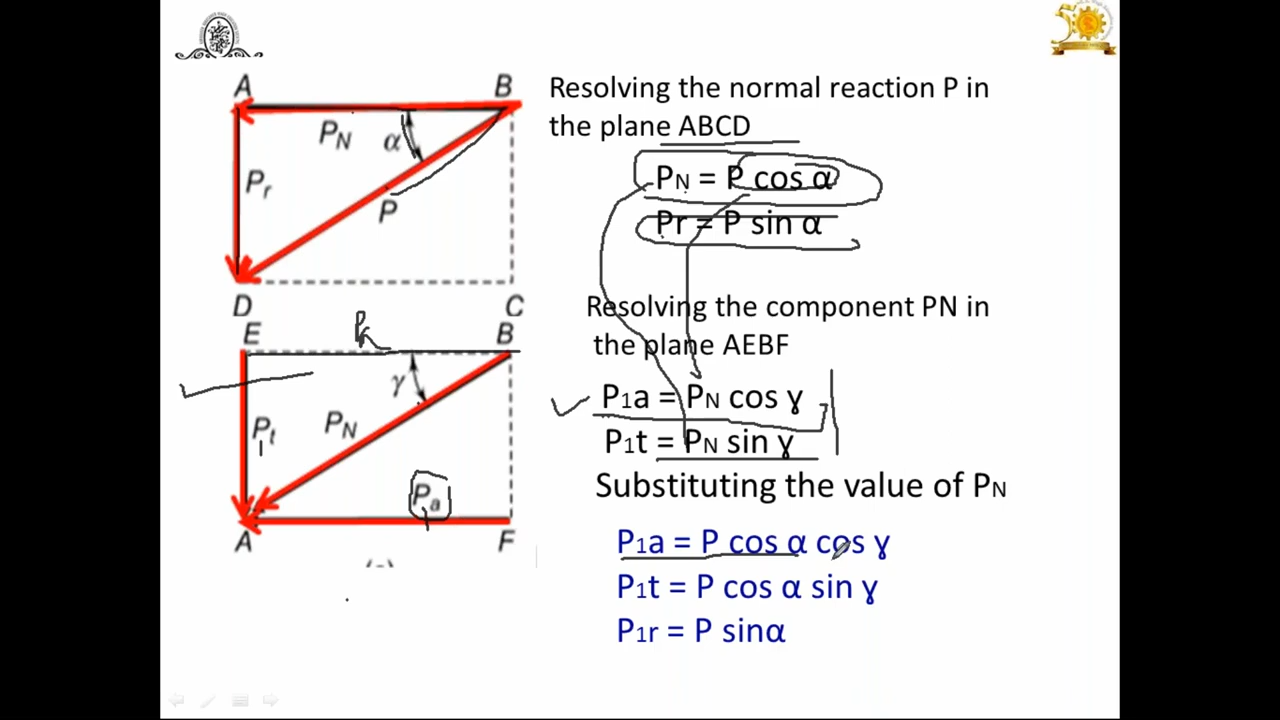 A B
PN α
Pr
P
D C
E B
γ
Pt PN
1
Pa
A F
Resolving the normal reaction P in
the plane ABCD
PN = P cos α
Pr = P sin α
Resolving the component PN in
the plane AEBF
P1a = PN cos ɣ
P1t = PN sin ɣ
Substituting the value of PN
P1a = P cos α cos ɣ
P1t = P cos α sin ɣ
P1r = P sinα